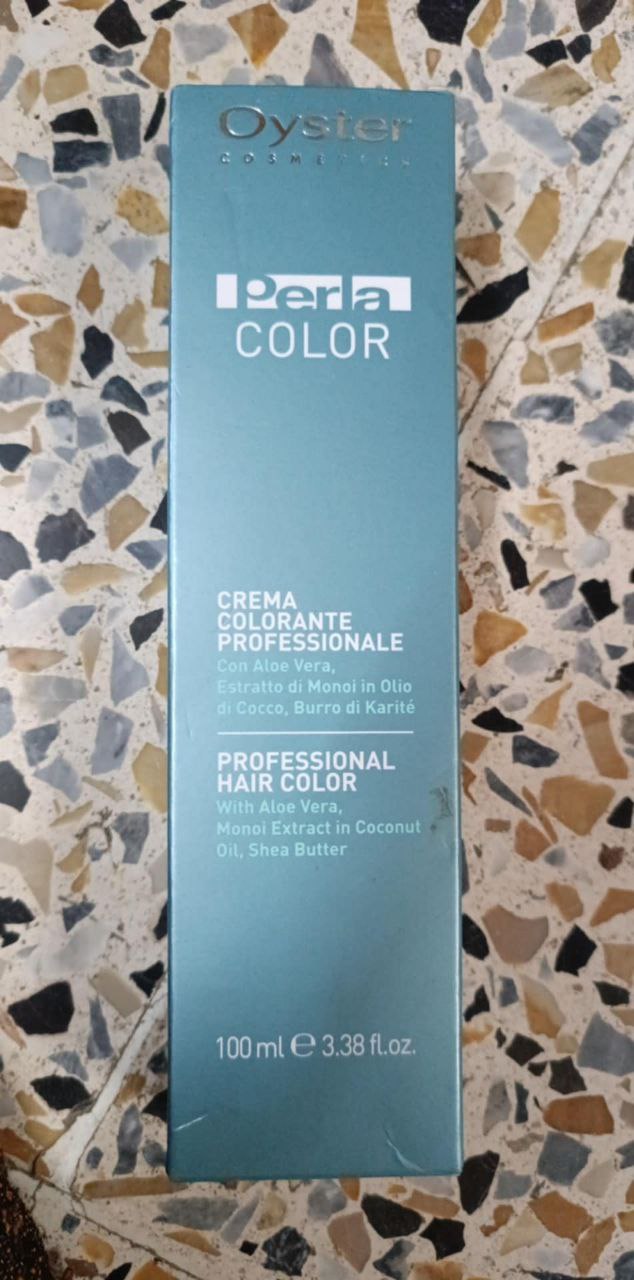 Oyster
COSMETICS
Perla
COLOR
CREMA
COLORANTE
PROFESSIONALE
Con Aloe Vera,
Estratto di Monoi in Olio
di Cocco, Burro di Karité
PROFESSIONAL
HAIR COLOR
With Aloe Vera,
Monoi Extract in Coconut
Oil, Shea Butter
100 ml ℮ 3.38 fl.oz.